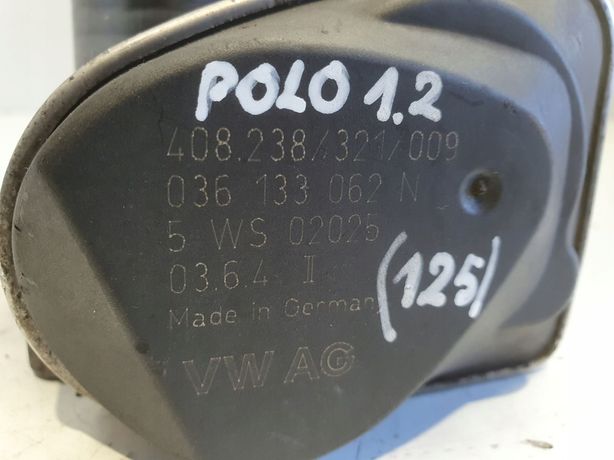 POLO 1.2
408.238/321/009
036 133 062 N
5 WS 02025
03.6.4 II
(125)
Made in Germany
VW AG